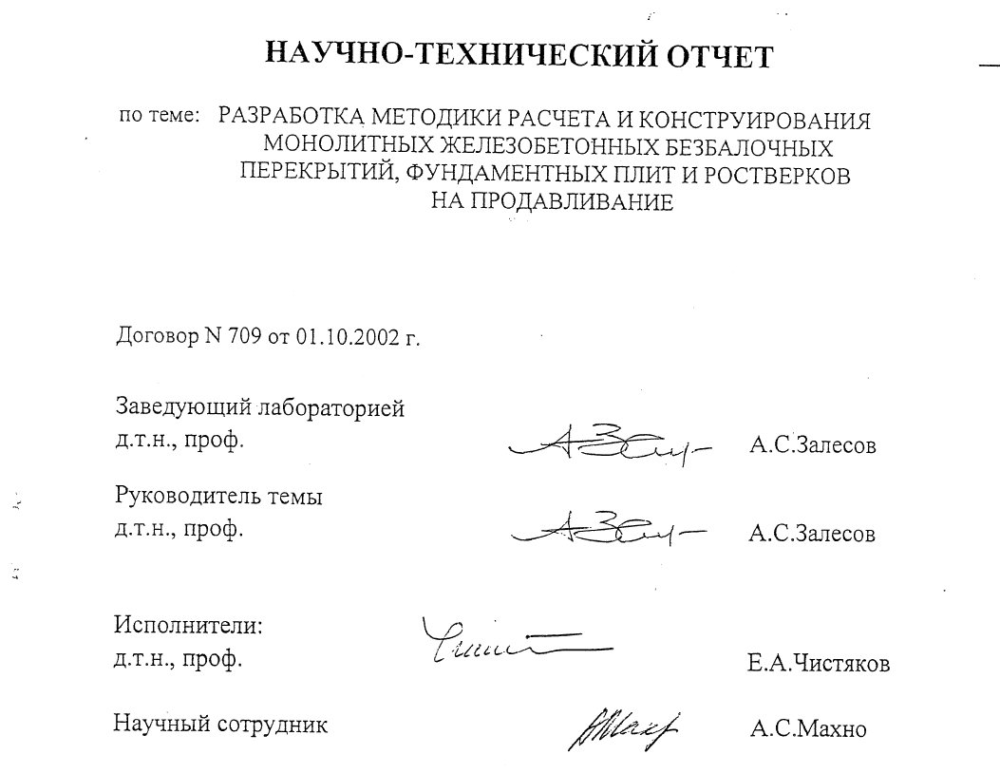 НАУЧНО-ТЕХНИЧЕСКИЙ ОТЧЕТ
по теме: РАЗРАБОТКА МЕТОДИКИ РАСЧЕТА И КОНСТРУИРОВАНИЯ
МОНОЛИТНЫХ ЖЕЛЕЗОБЕТОННЫХ БЕЗБАЛОЧНЫХ
ПЕРЕКРЫТИЙ, ФУНДАМЕНТНЫХ ПЛИТ И РОСТВЕРКОВ
НА ПРОДАВЛИВАНИЕ
Договор N 709 от 01.10.2002 г.
Заведующий лабораторией
д.т.н., проф. А.С.Залесов
Руководитель темы
д.т.н., проф. А.С.Залесов
Исполнители:
д.т.н., проф. Е.А.Чистяков
Научный сотрудник А.С.Махно